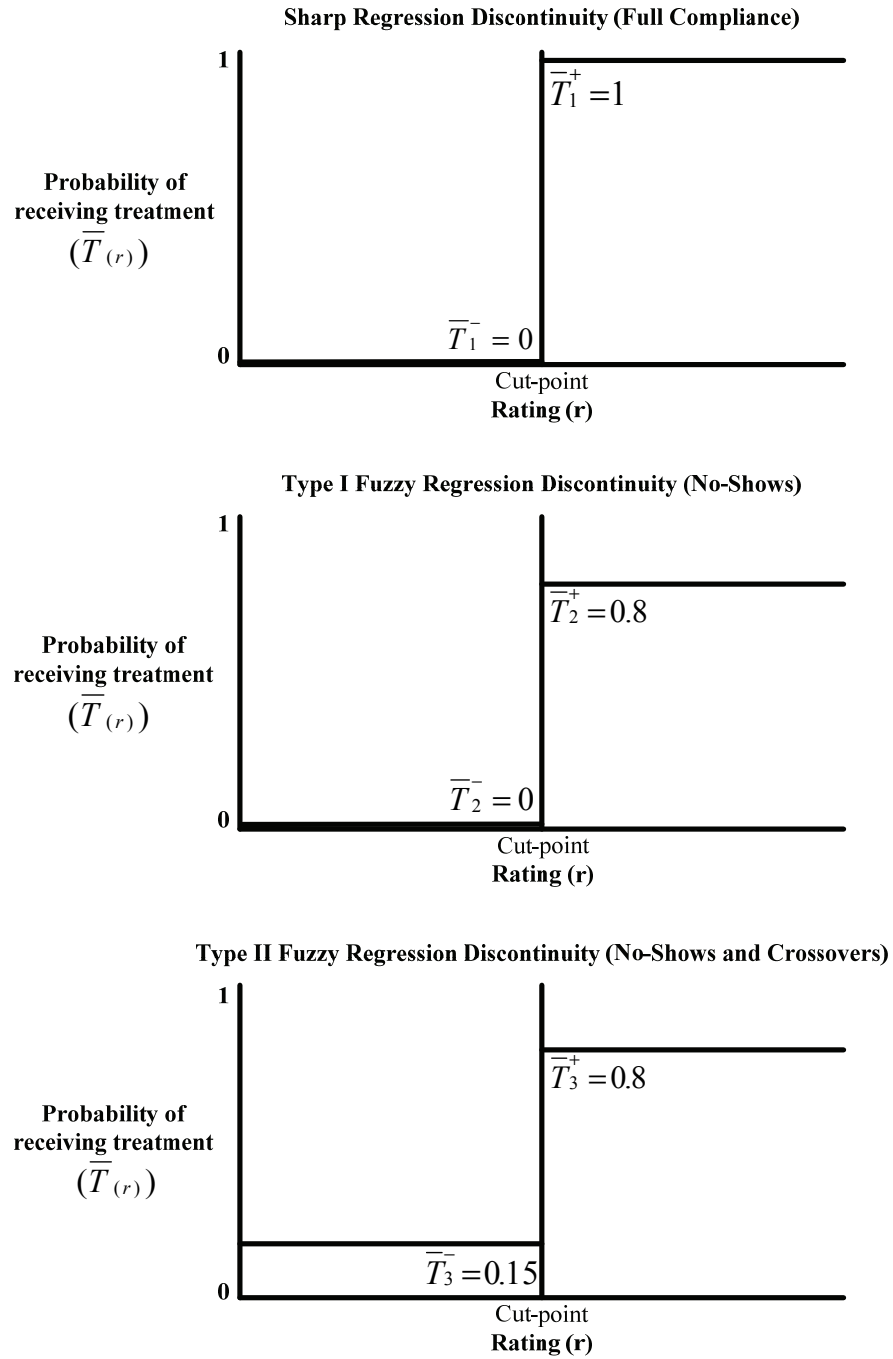 Sharp Regression Discontinuity (Full Compliance)
1
T̅₁⁺ = 1
Probability of
receiving treatment
(T̅₍ᵣ₎)
T̅₁⁻ = 0
0
Cut-point
Rating (r)
Type I Fuzzy Regression Discontinuity (No-Shows)
1
T̅₂⁺ = 0.8
Probability of
receiving treatment
(T̅₍ᵣ₎)
T̅₂⁻ = 0
0
Cut-point
Rating (r)
Type II Fuzzy Regression Discontinuity (No-Shows and Crossovers)
1
T̅₃⁺ = 0.8
Probability of
receiving treatment
(T̅₍ᵣ₎)
T̅₃⁻ = 0.15
0
Cut-point
Rating (r)